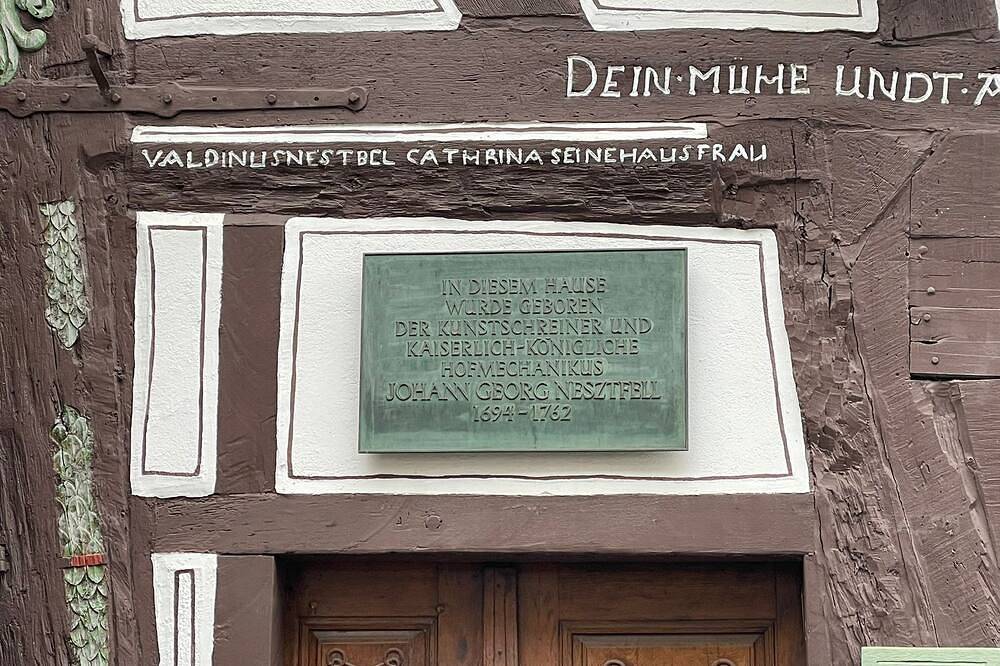 DEIN·MÜHE UNDT·A
VALDINUSNESTBEL CATHRINA SEINEHAUSFRAU
IN DIESEM HAUSE
WURDE GEBOREN
DER KUNSTSCHREINER UND
KAISERLICH-KÖNIGLICHE
HOFMECHANIKUS
JOHANN GEORG NESZTFELL
1694–1762